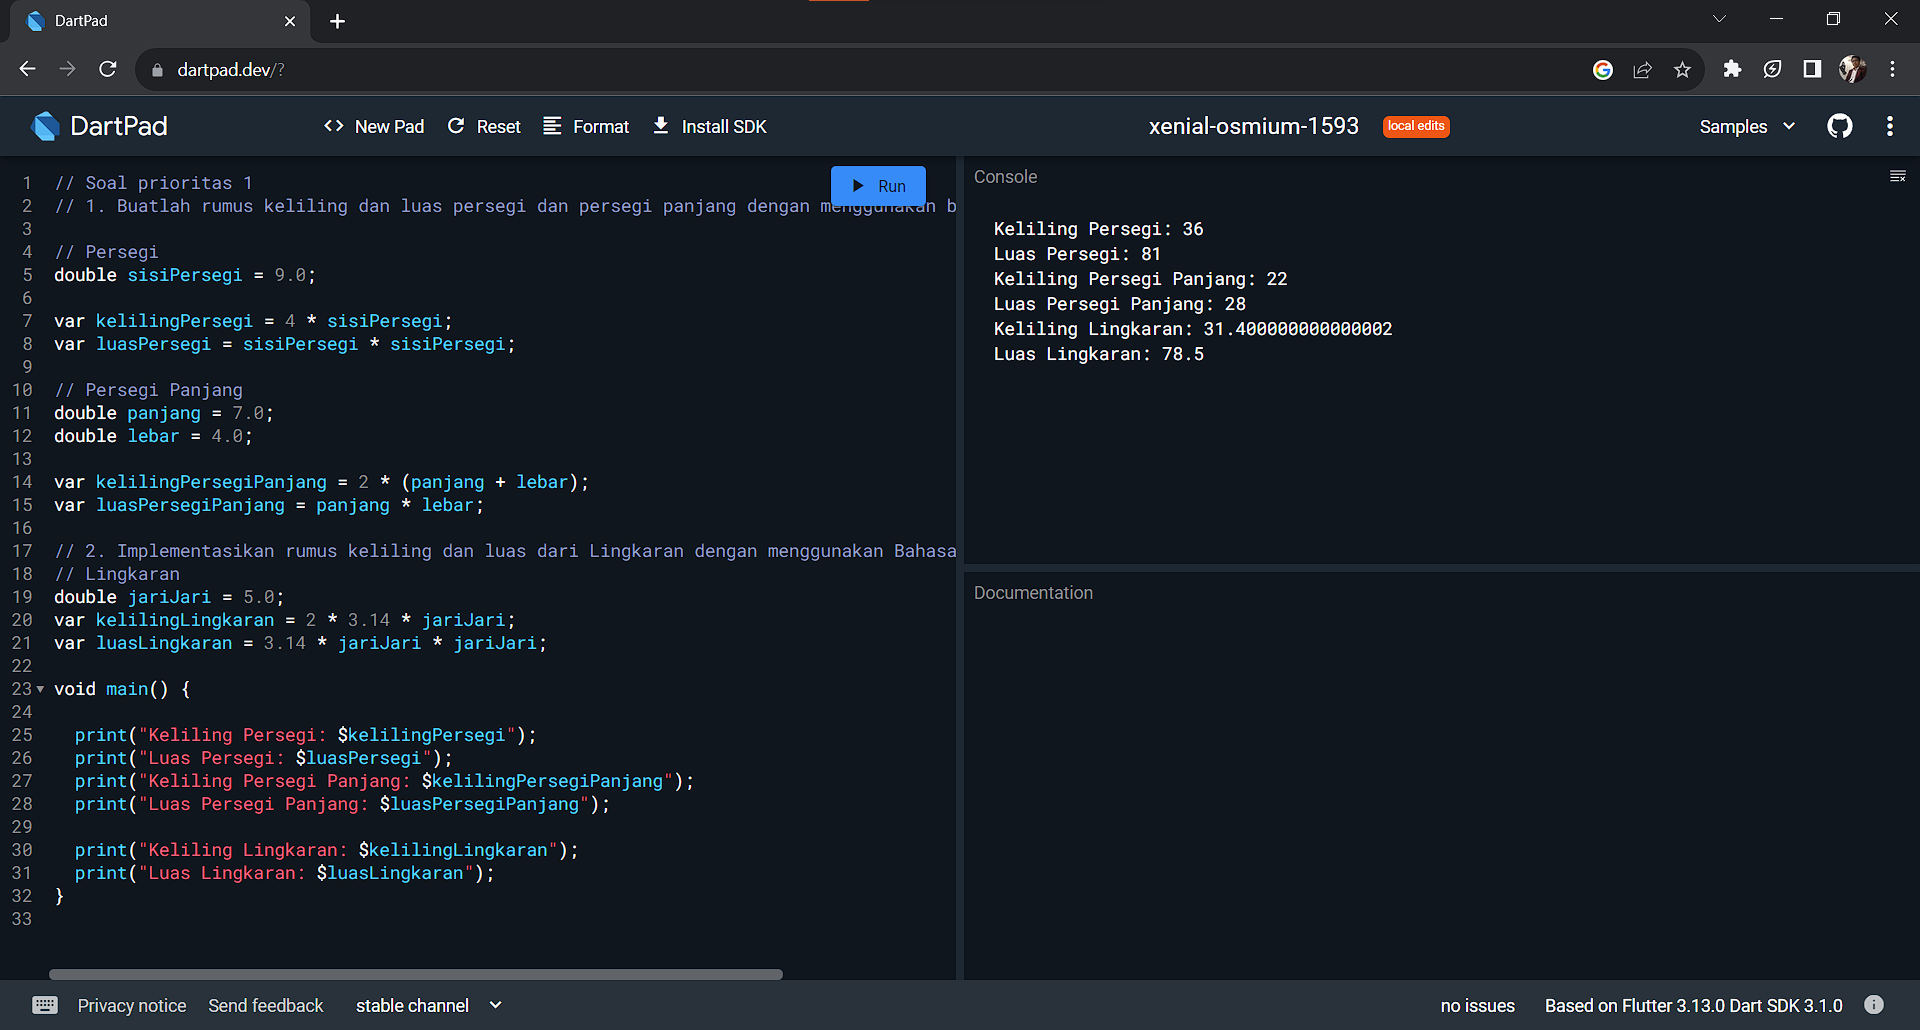 DartPad
dartpad.dev/?
DartPad
New Pad
Reset
Format
Install SDK
xenial-osmium-1593
local edits
Samples
1 // Soal prioritas 1
2 // 1. Buatlah rumus keliling dan luas persegi dan persegi panjang dengan menggunakan b
3
4 // Persegi
5 double sisiPersegi = 9.0;
6
7 var kelilingPersegi = 4 * sisiPersegi;
8 var luasPersegi = sisiPersegi * sisiPersegi;
9
10 // Persegi Panjang
11 double panjang = 7.0;
12 double lebar = 4.0;
13
14 var kelilingPersegiPanjang = 2 * (panjang + lebar);
15 var luasPersegiPanjang = panjang * lebar;
16
17 // 2. Implementasikan rumus keliling dan luas dari Lingkaran dengan menggunakan Bahasa
18 // Lingkaran
19 double jariJari = 5.0;
20 var kelilingLingkaran = 2 * 3.14 * jariJari;
21 var luasLingkaran = 3.14 * jariJari * jariJari;
22
23 void main() {
24
25 print("Keliling Persegi: $kelilingPersegi");
26 print("Luas Persegi: $luasPersegi");
27 print("Keliling Persegi Panjang: $kelilingPersegiPanjang");
28 print("Luas Persegi Panjang: $luasPersegiPanjang");
29
30 print("Keliling Lingkaran: $kelilingLingkaran");
31 print("Luas Lingkaran: $luasLingkaran");
32 }
33
Run
Console
Keliling Persegi: 36
Luas Persegi: 81
Keliling Persegi Panjang: 22
Luas Persegi Panjang: 28
Keliling Lingkaran: 31.400000000000002
Luas Lingkaran: 78.5
Documentation
Privacy notice
Send feedback
stable channel
no issues
Based on Flutter 3.13.0 Dart SDK 3.1.0